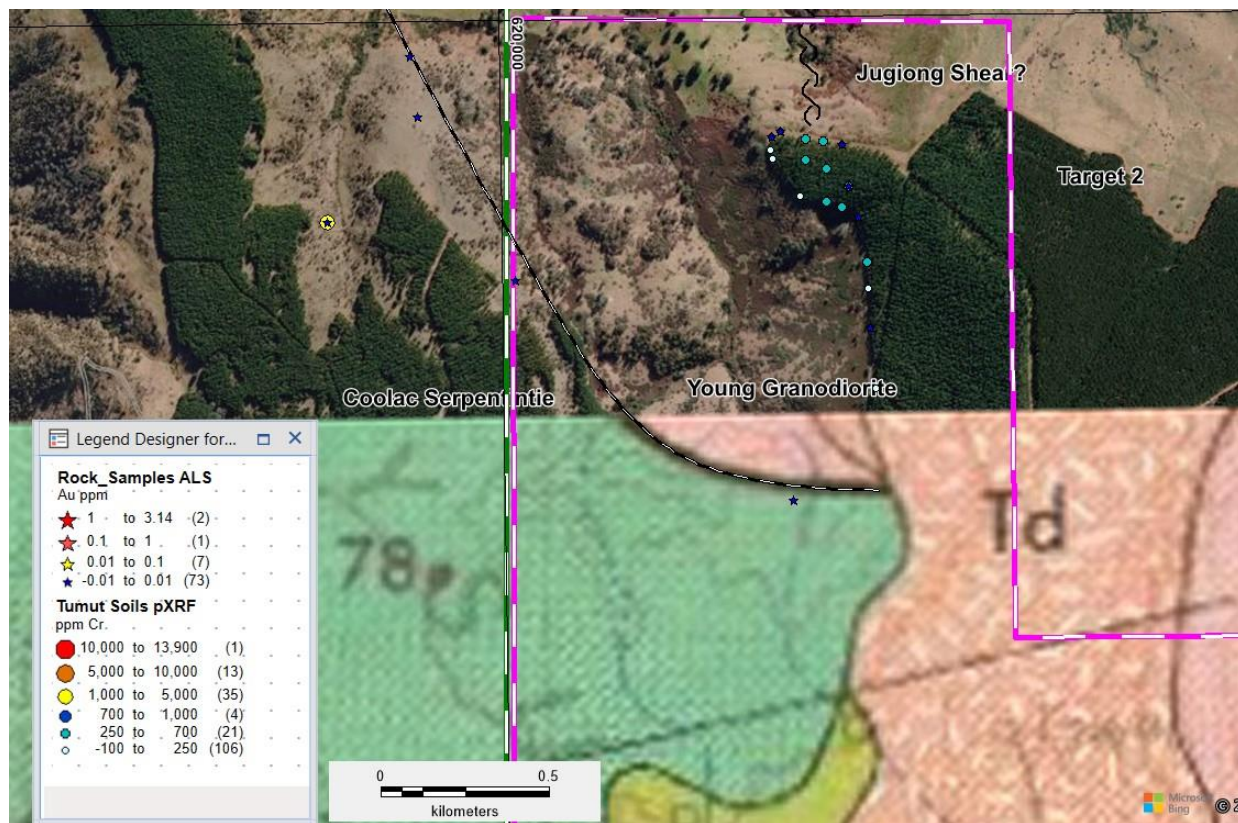 620,000
Jugiong Shear?
Target 2
Coolac Serpentintie
Young Granodiorite
Legend Designer for...
Rock_Samples ALS
Au ppm
1 to 3.14 (2)
0.1 to 1 (1)
0.01 to 0.1 (7)
-0.01 to 0.01 (73)
Tumut Soils pXRF
ppm Cr
10,000 to 13,900 (1)
5,000 to 10,000 (13)
1,000 to 5,000 (35)
700 to 1,000 (4)
250 to 700 (21)
-100 to 250 (106)
78
Td
0 0.5
kilometers
Microsoft
Bing
© 2